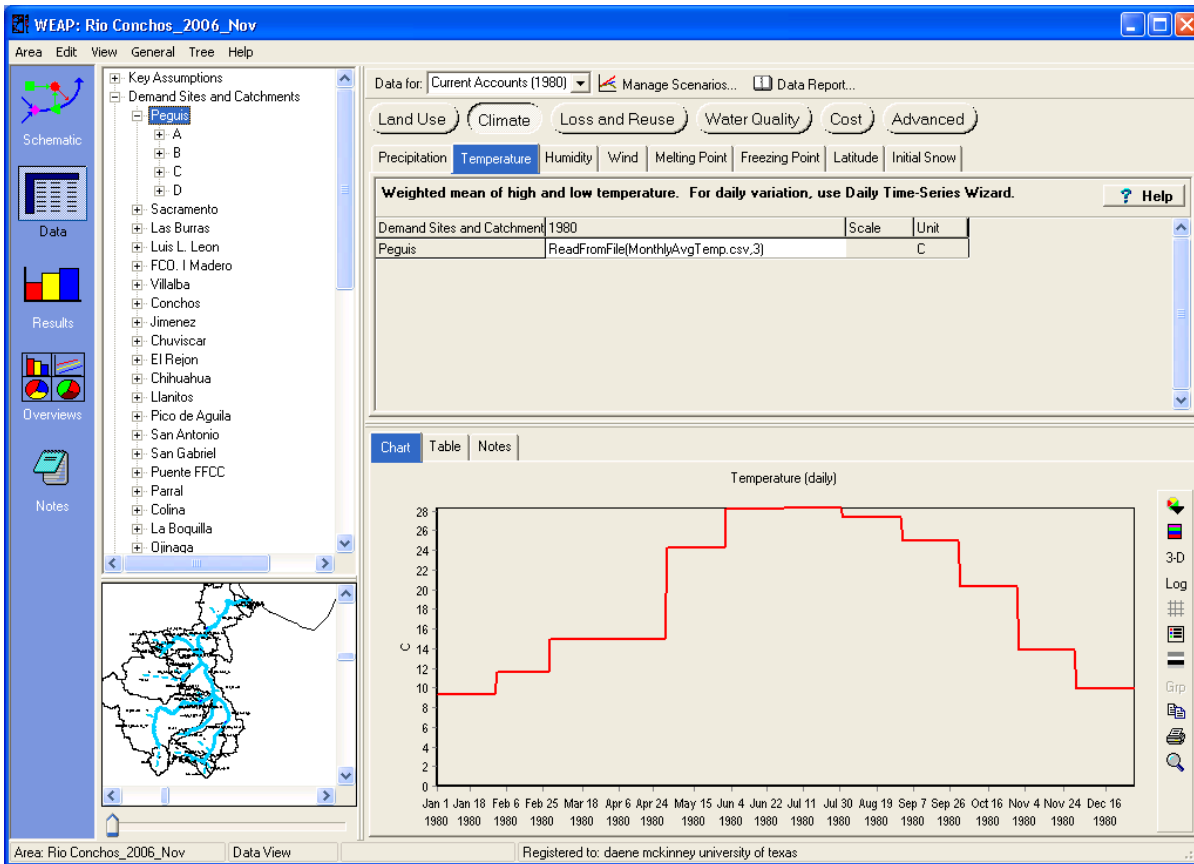 WEAP: Rio Conchos_2006_Nov
Area Edit View General Tree Help
Schematic
Data
Results
Overviews
Notes
Key Assumptions
Demand Sites and Catchments
Peguis
A
B
C
D
Sacramento
Las Burras
Luis L. Leon
FCO. I Madero
Villalba
Conchos
Jimenez
Chuviscar
El Rejon
Chihuahua
Llanitos
Pico de Aguila
San Antonio
San Gabriel
Puente FFCC
Parral
Colina
La Boquilla
Ojinaga
Data for: Current Accounts (1980) Manage Scenarios... Data Report...
Land Use Climate Loss and Reuse Water Quality Cost Advanced
Precipitation Temperature Humidity Wind Melting Point Freezing Point Latitude Initial Snow
Weighted mean of high and low temperature. For daily variation, use Daily Time-Series Wizard.
? Help
Demand Sites and Catchment 1980 Scale Unit
Peguis ReadFromFile(MonthlyAvgTemp.csv,3) C
Chart Table Notes
Temperature (daily)
28
26
24
22
20
18
16
14
12
10
8
6
4
2
0
C
Jan 1 Jan 18 Feb 6 Feb 25 Mar 18 Apr 6 Apr 24 May 15 Jun 4 Jun 22 Jul 11 Jul 30 Aug 19 Sep 7 Sep 26 Oct 16 Nov 4 Nov 24 Dec 16
1980 1980 1980 1980 1980 1980 1980 1980 1980 1980 1980 1980 1980 1980 1980 1980 1980 1980 1980
3-D
Log
Grp
Area: Rio Conchos_2006_Nov Data View Registered to: daene mckinney university of texas